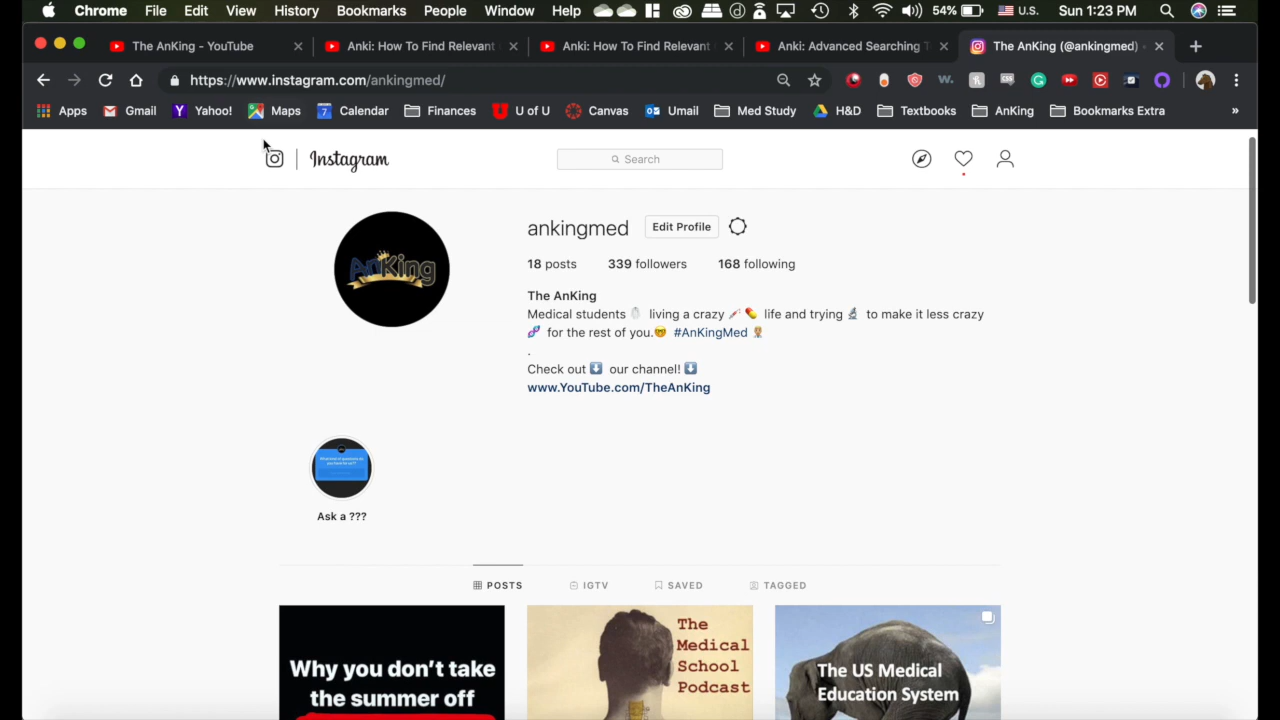 Chrome File Edit View History Bookmarks People Window Help 54% U.S. Sun 1:23 PM
The AnKing - YouTube
Anki: How To Find Relevant
Anki: How To Find Relevant
Anki: Advanced Searching T
The AnKing (@ankingmed)
https://www.instagram.com/ankingmed/
Apps Gmail Yahoo! Maps Calendar Finances U of U Canvas Umail Med Study H&D Textbooks AnKing Bookmarks Extra »
Instagram
Search
ankingmed
Edit Profile
AnKing
18 posts 339 followers 168 following
The AnKing
Medical students living a crazy life and trying to make it less crazy
for the rest of you. #AnKingMed
.
Check out our channel!
www.YouTube.com/TheAnKing
Ask a ???
POSTS IGTV SAVED TAGGED
Why you don't take
the summer off
The
Medical
School
Podcast
The US Medical
Education System